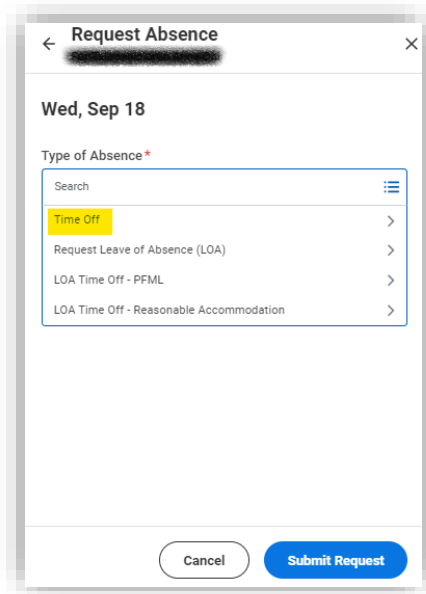 Request Absence
Wed, Sep 18
Type of Absence*
Search
Time Off
Request Leave of Absence (LOA)
LOA Time Off - PFML
LOA Time Off - Reasonable Accommodation
Cancel
Submit Request